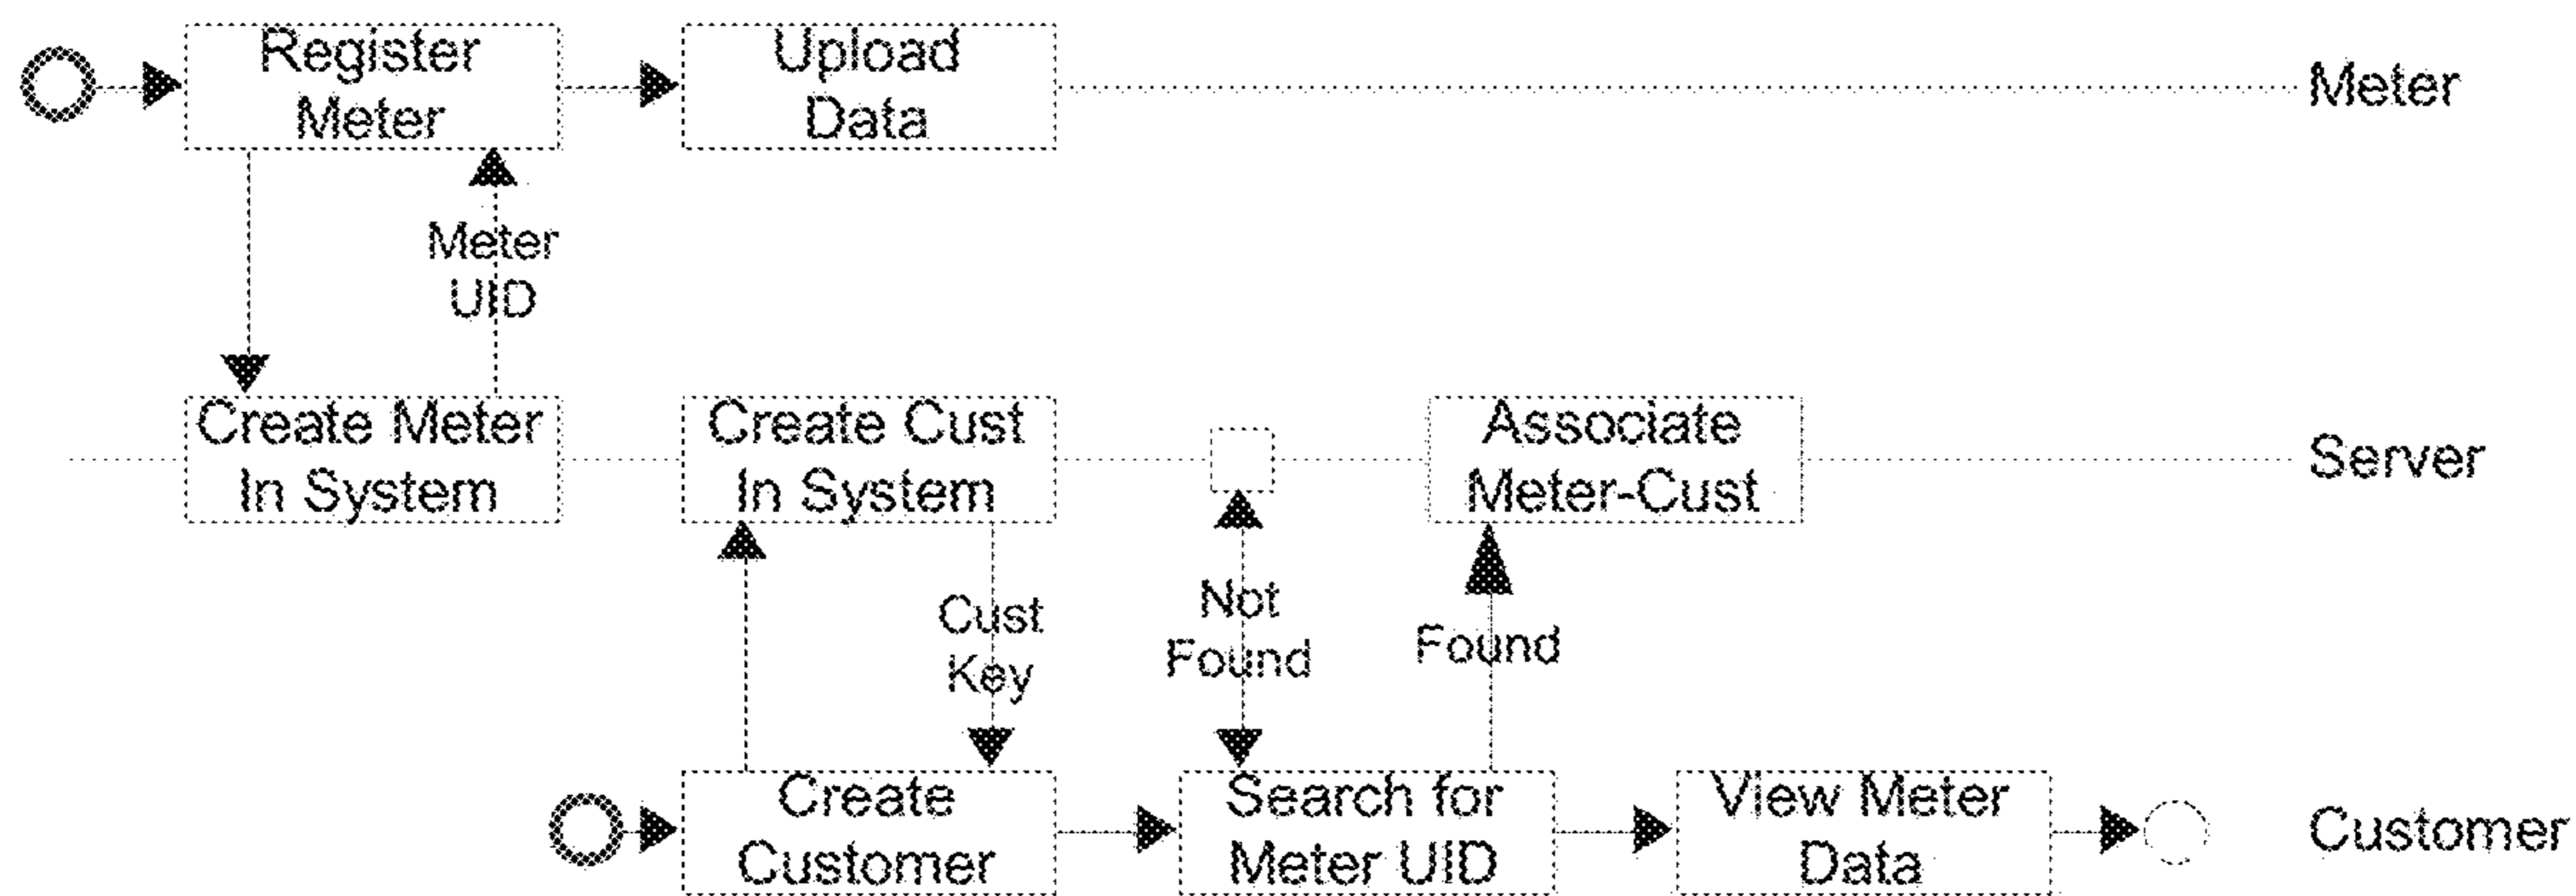 Register
Meter
Upload
Data
Meter
Meter
UID
Create Meter
In System
Create Cust
In System
Associate
Meter-Cust
Server
Cust
Key
Not
Found
Found
Create
Customer
Search for
Meter UID
View Meter
Data
Customer